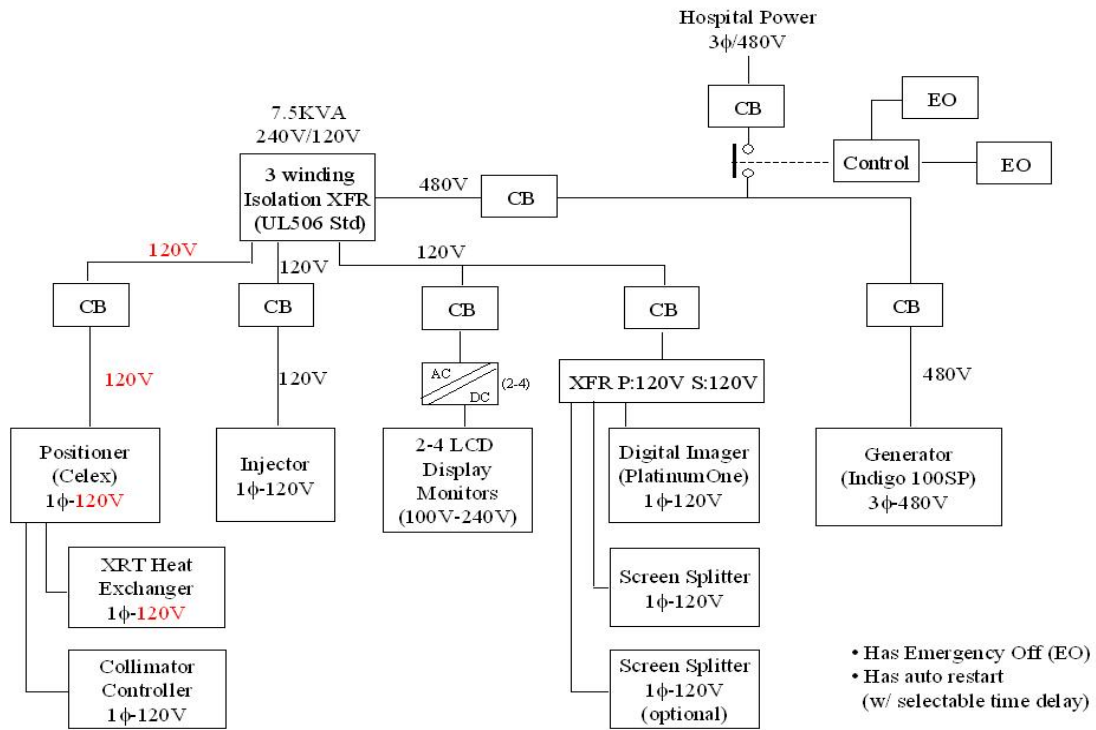 Hospital Power
3ϕ/480V
CB
EO
Control
EO
7.5KVA
240V/120V
3 winding
Isolation XFR
(UL506 Std)
480V
CB
120V
120V
120V
CB
CB
CB
CB
CB
120V
120V
AC
DC
(2-4)
XFR P:120V S:120V
480V
Positioner
(Celex)
1ϕ-120V
Injector
1ϕ-120V
2-4 LCD
Display
Monitors
(100V-240V)
Digital Imager
(PlatinumOne)
1ϕ-120V
Generator
(Indigo 100SP)
3ϕ-480V
XRT Heat
Exchanger
1ϕ-120V
Screen Splitter
1ϕ-120V
Collimator
Controller
1ϕ-120V
Screen Splitter
1ϕ-120V
(optional)
• Has Emergency Off (EO)
• Has auto restart
(w/ selectable time delay)